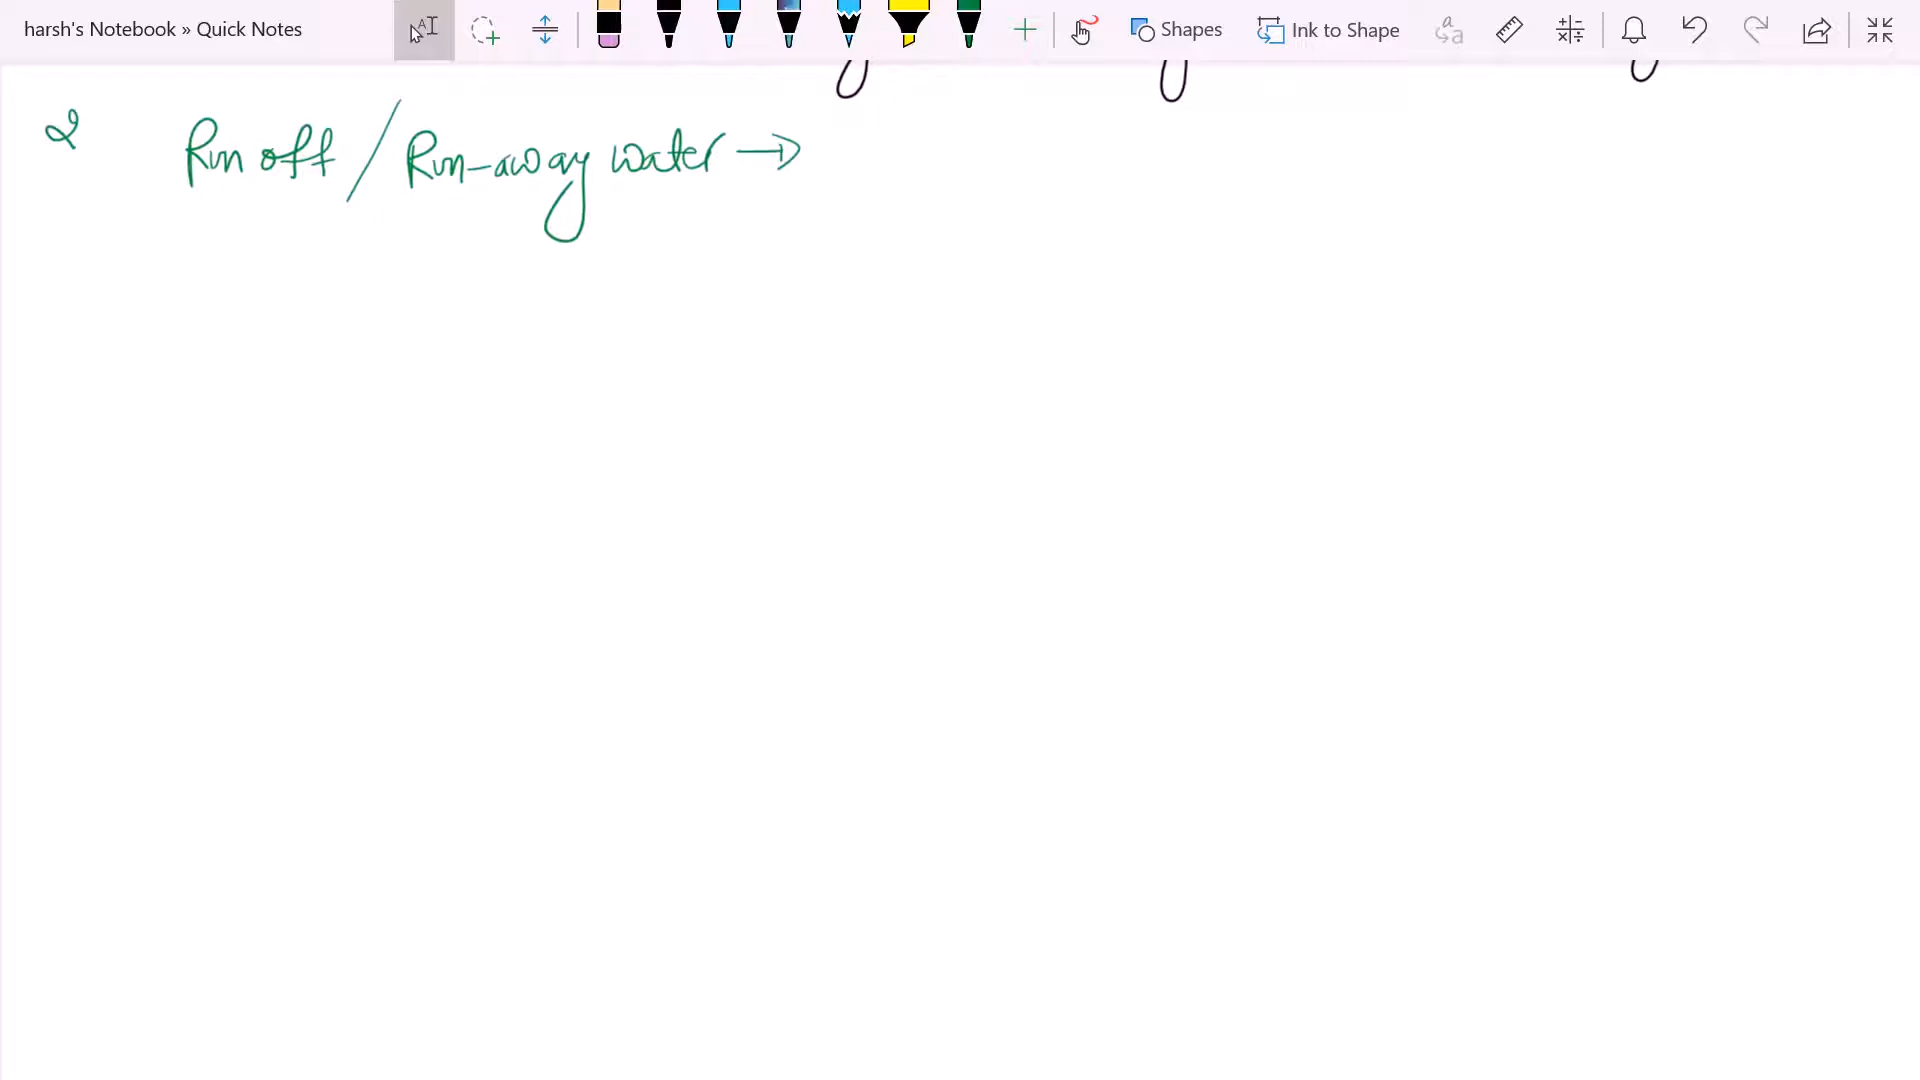 harsh's Notebook » Quick Notes Shapes Ink to Shape
2 Run off / Run-away water →